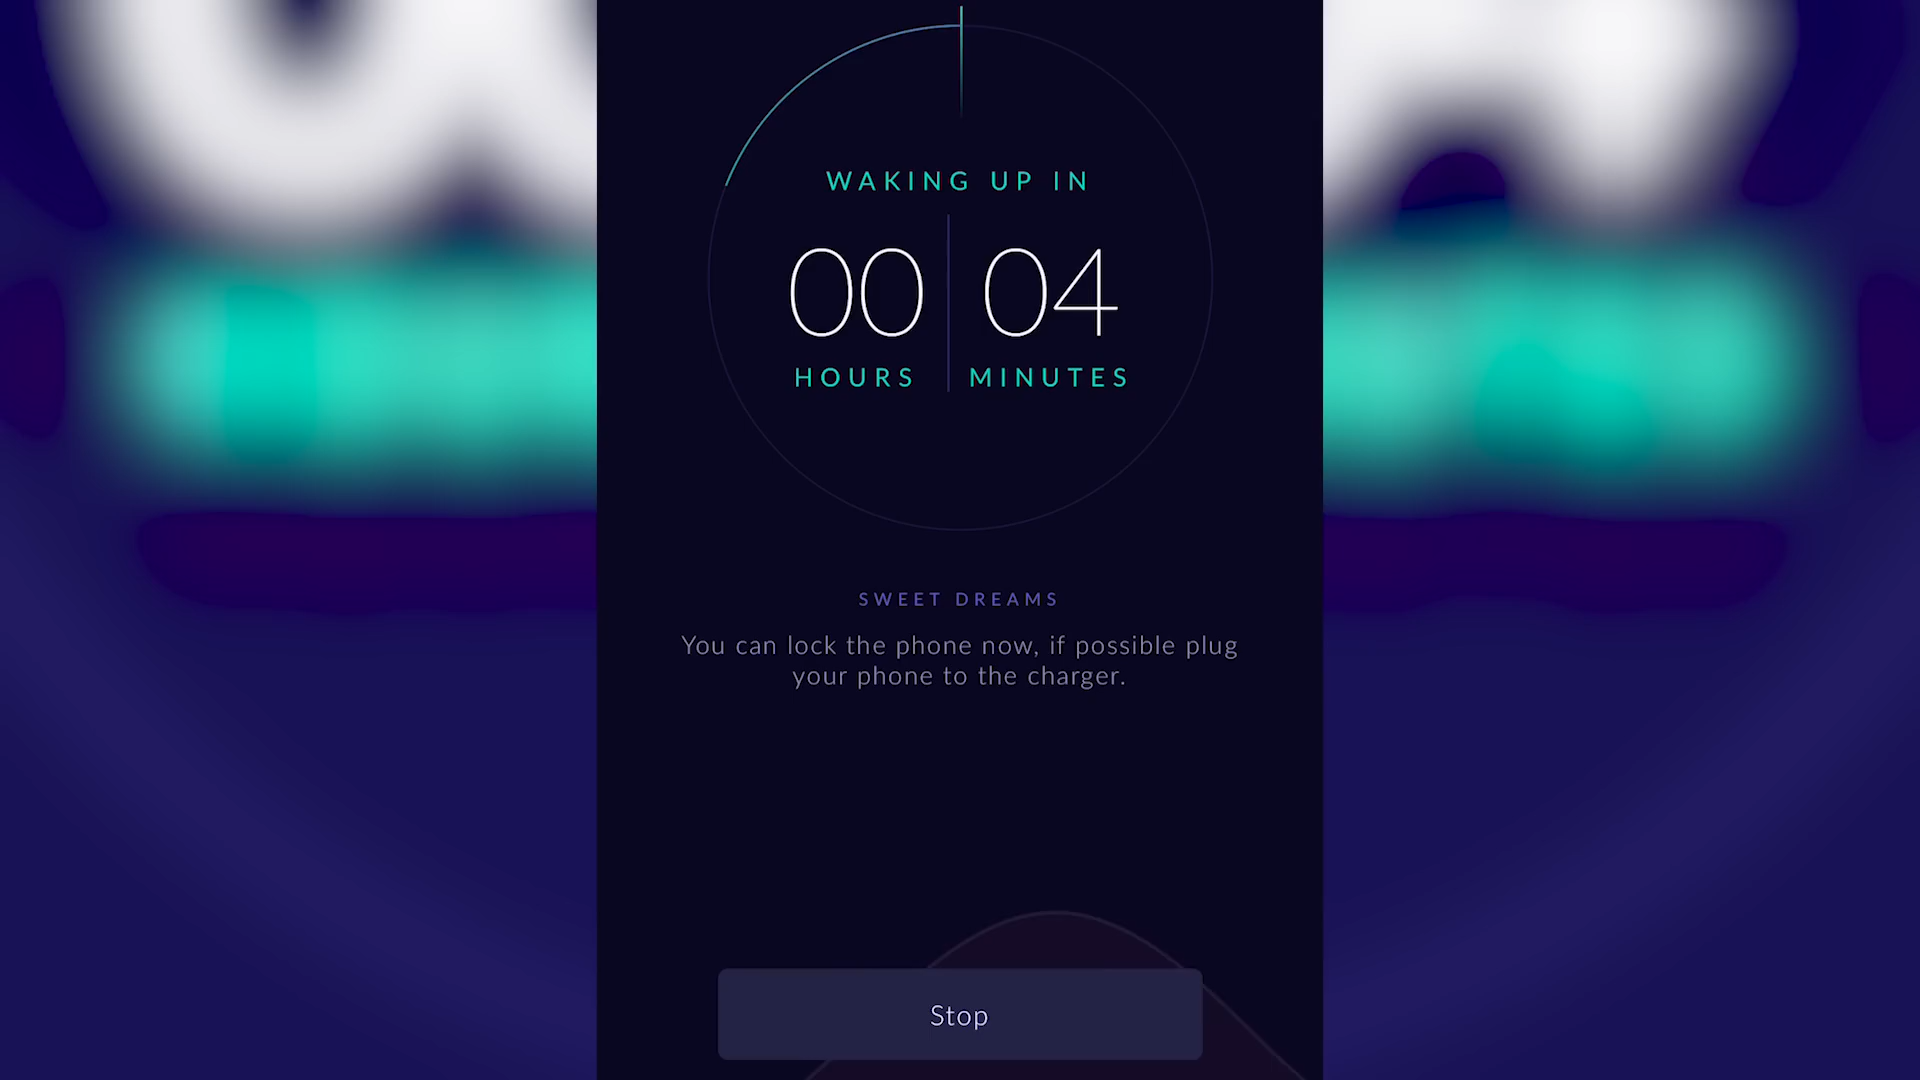 WAKING UP IN
00 04
HOURS MINUTES
SWEET DREAMS
You can lock the phone now, if possible plug
your phone to the charger.
Stop